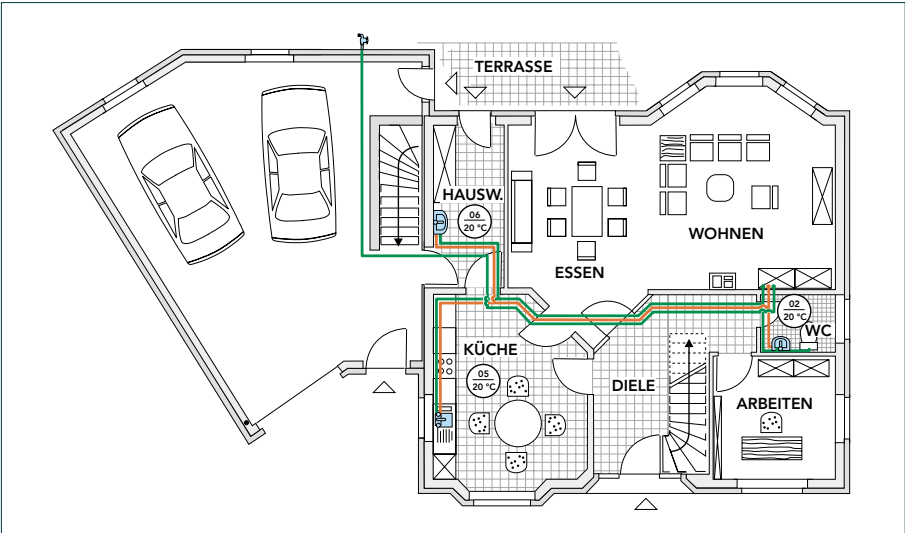 TERRASSE
HAUSW.
06
20 °C
WOHNEN
ESSEN
02
20 °C
WC
KÜCHE
05
20 °C
DIELE
ARBEITEN